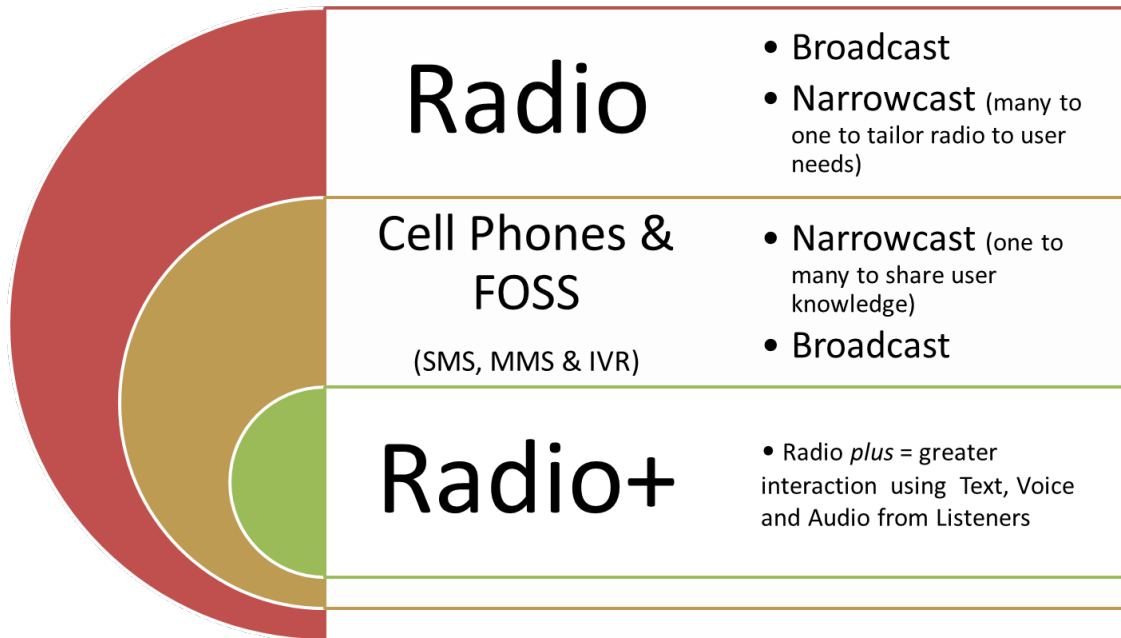 Radio
• Broadcast
• Narrowcast (many to
one to tailor radio to user
needs)
Cell Phones &
FOSS
(SMS, MMS & IVR)
• Narrowcast (one to
many to share user
knowledge)
• Broadcast
Radio+
• Radio plus = greater
interaction using Text, Voice
and Audio from Listeners